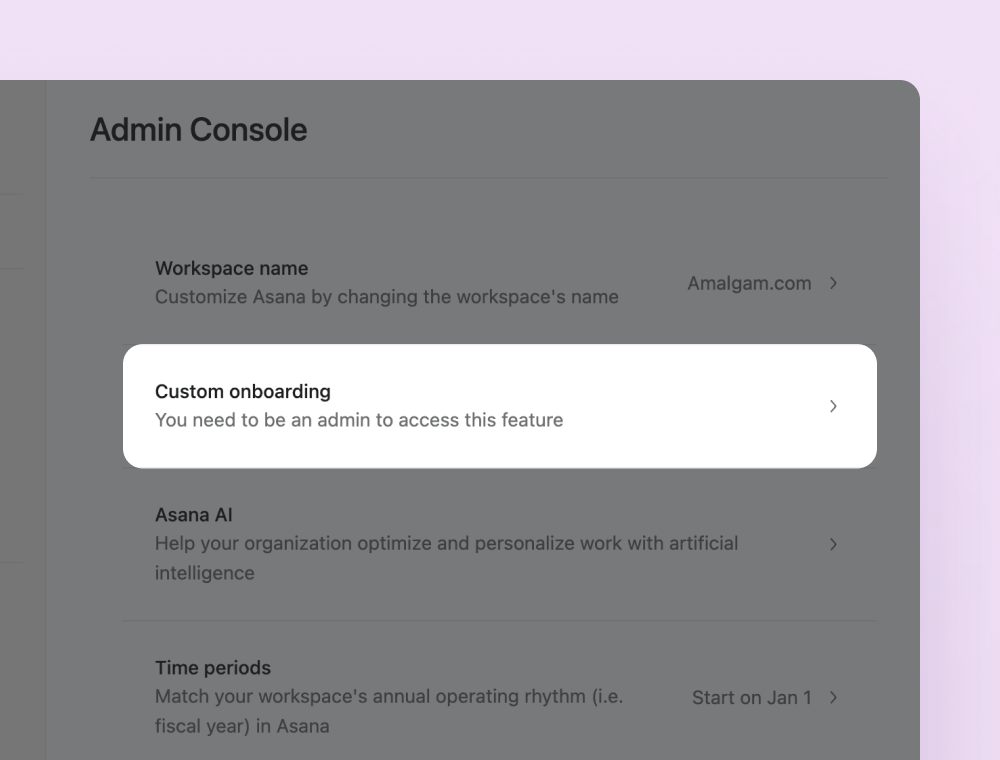 Admin Console
Workspace name
Customize Asana by changing the workspace's name
Amalgam.com
Custom onboarding
You need to be an admin to access this feature
Asana AI
Help your organization optimize and personalize work with artificial
intelligence
Time periods
Match your workspace's annual operating rhythm (i.e.
fiscal year) in Asana
Start on Jan 1